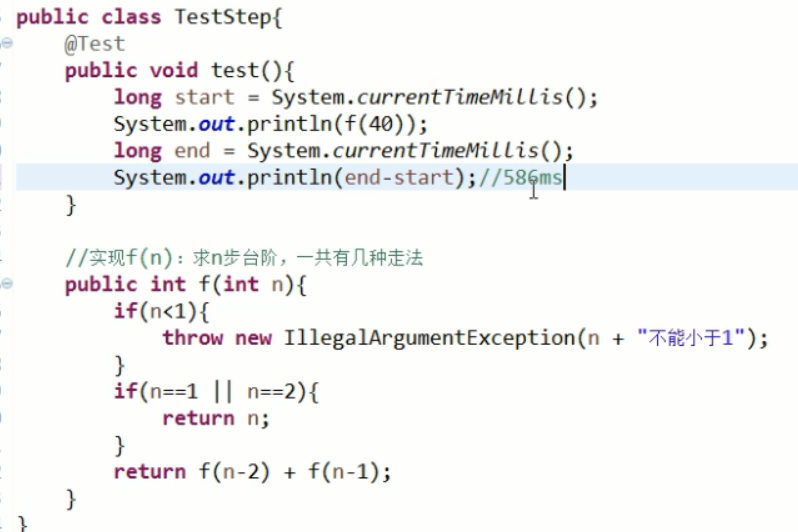 public class TestStep{
@Test
public void test(){
long start = System.currentTimeMillis();
System.out.println(f(40));
long end = System.currentTimeMillis();
System.out.println(end-start);//586ms
}
//实现f(n)：求n步台阶，一共有几种走法
public int f(int n){
if(n<1){
throw new IllegalArgumentException(n + "不能小于1");
}
if(n==1 || n==2){
return n;
}
return f(n-2) + f(n-1);
}
}